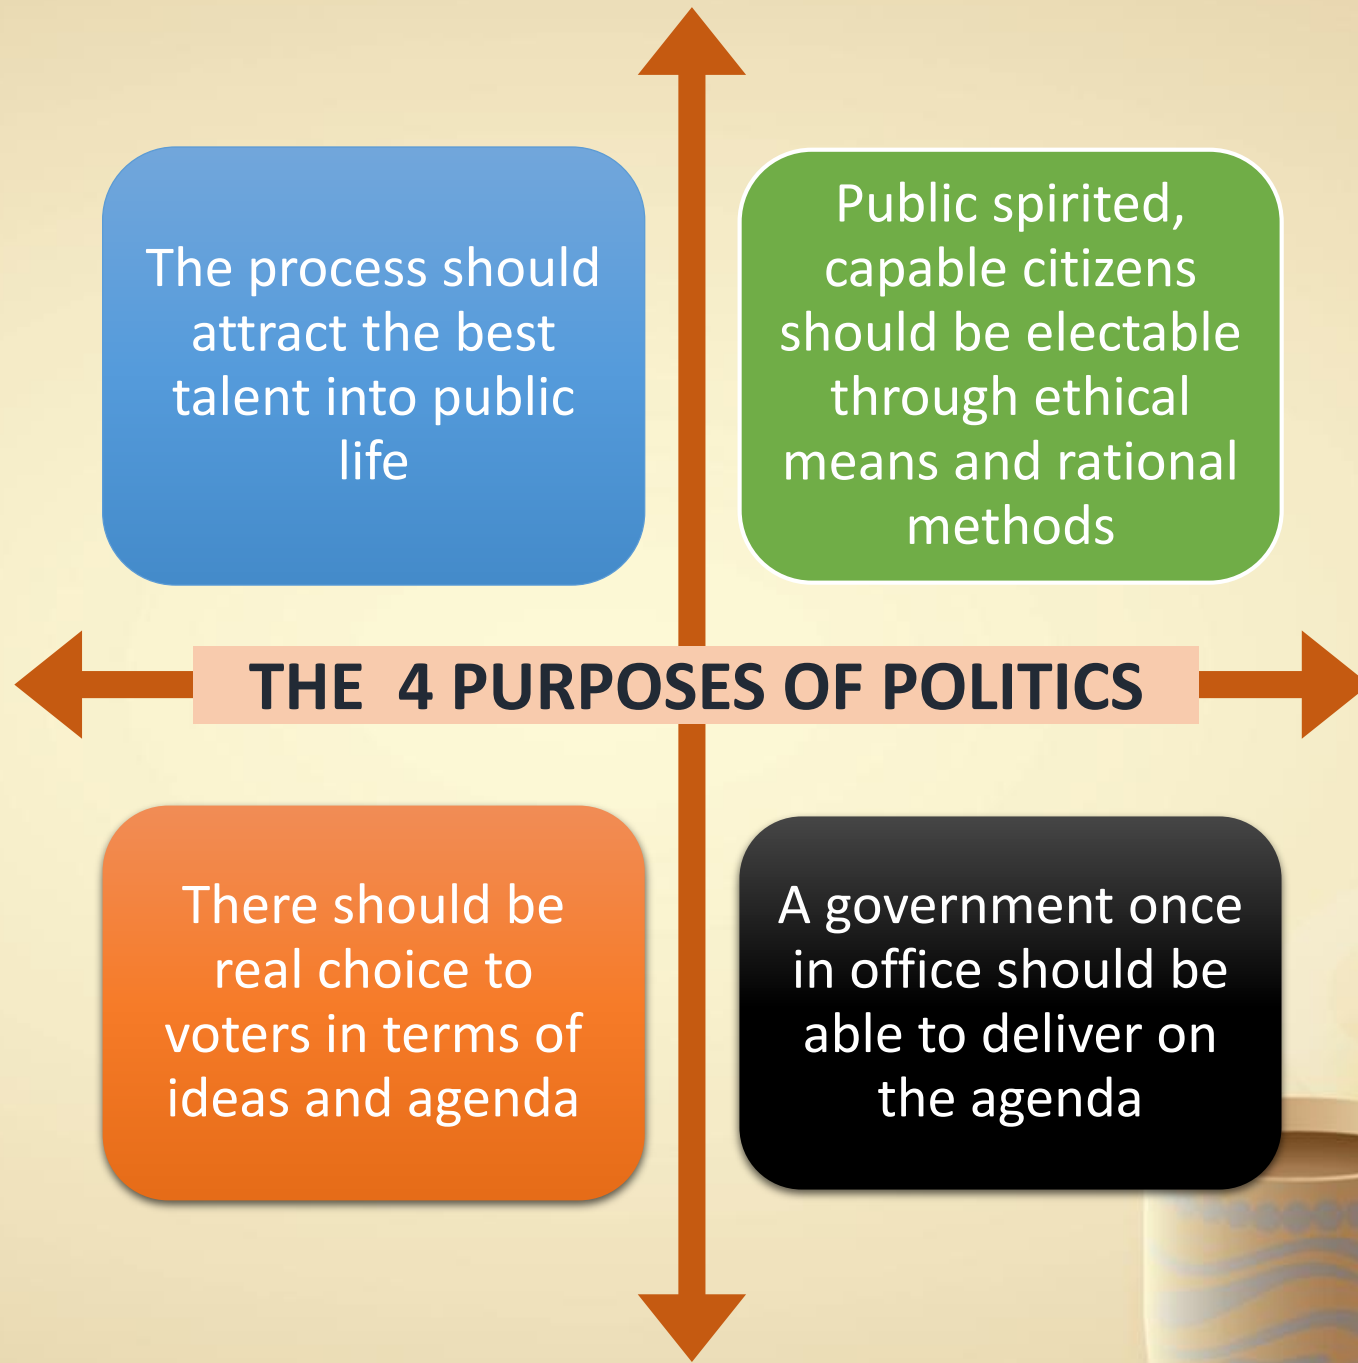 The process should
attract the best
talent into public
life
Public spirited,
capable citizens
should be electable
through ethical
means and rational
methods
THE 4 PURPOSES OF POLITICS
There should be
real choice to
voters in terms of
ideas and agenda
A government once
in office should be
able to deliver on
the agenda